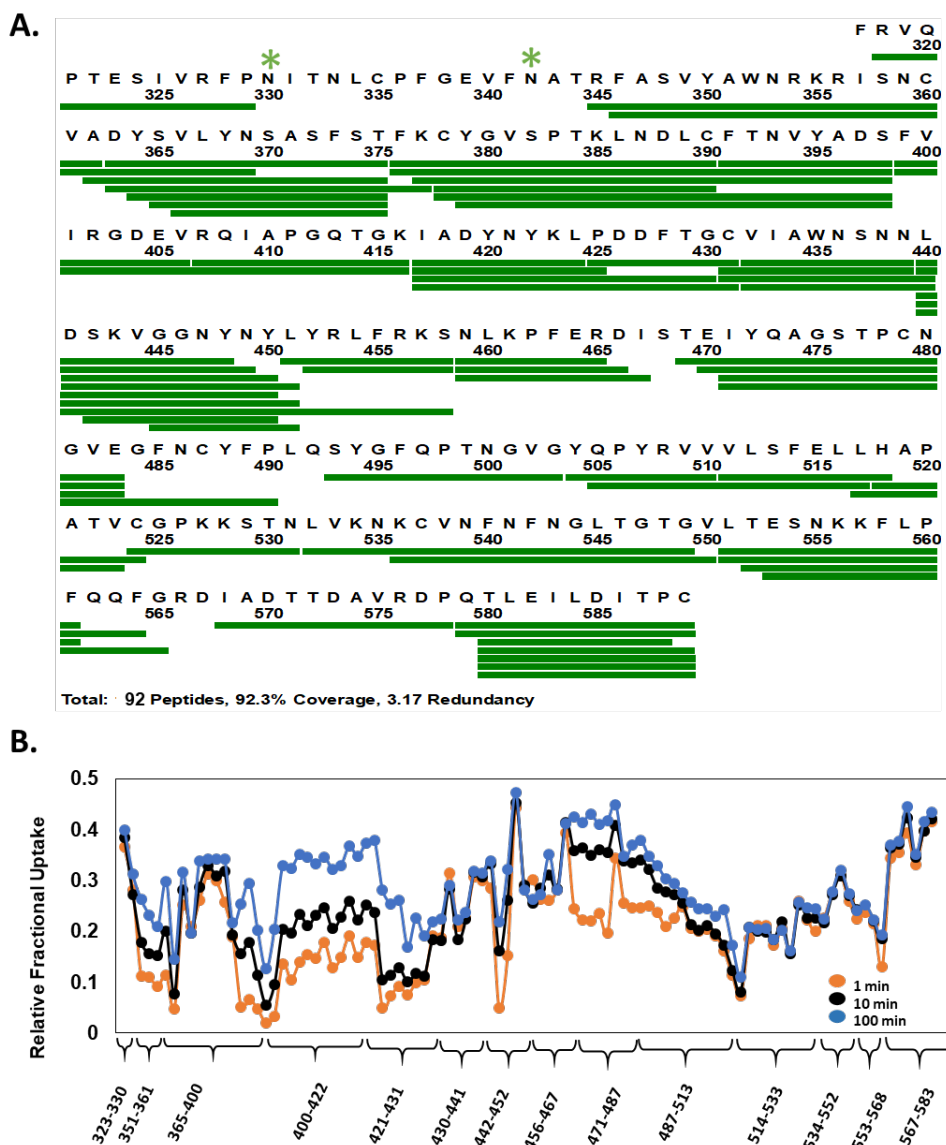 A.
F R V Q
320
* *
P T E S I V R F P N I T N L C P F G E V F N A T R F A S V Y A W N R K R I S N C
325 330 335 340 345 350 355 360
V A D Y S V L Y N S A S F S T F K C Y G V S P T K L N D L C F T N V Y A D S F V
365 370 375 380 385 390 395 400
I R G D E V R Q I A P G Q T G K I A D Y N Y K L P D D F T G C V I A W N S N N L
405 410 415 420 425 430 435 440
D S K V G G N Y N Y L Y R L F R K S N L K P F E R D I S T E I Y Q A G S T P C N
445 450 455 460 465 470 475 480
G V E G F N C Y F P L Q S Y G F Q P T N G V G Y Q P Y R V V V L S F E L L H A P
485 490 495 500 505 510 515 520
A T V C G P K K S T N L V K N K C V N F N F N G L T G T G V L T E S N K K F L P
525 530 535 540 545 550 555 560
F Q Q F G R D I A D T T D A V R D P Q T L E I L D I T P C
565 570 575 580 585
Total: 92 Peptides, 92.3% Coverage, 3.17 Redundancy
B.
Relative Fractional Uptake
0.5
0.4
0.3
0.2
0.1
0
1 min
10 min
100 min
323-330
351-361
365-400
400-422
421-431
430-441
442-452
456-467
471-487
487-513
514-533
534-552
553-568
567-583